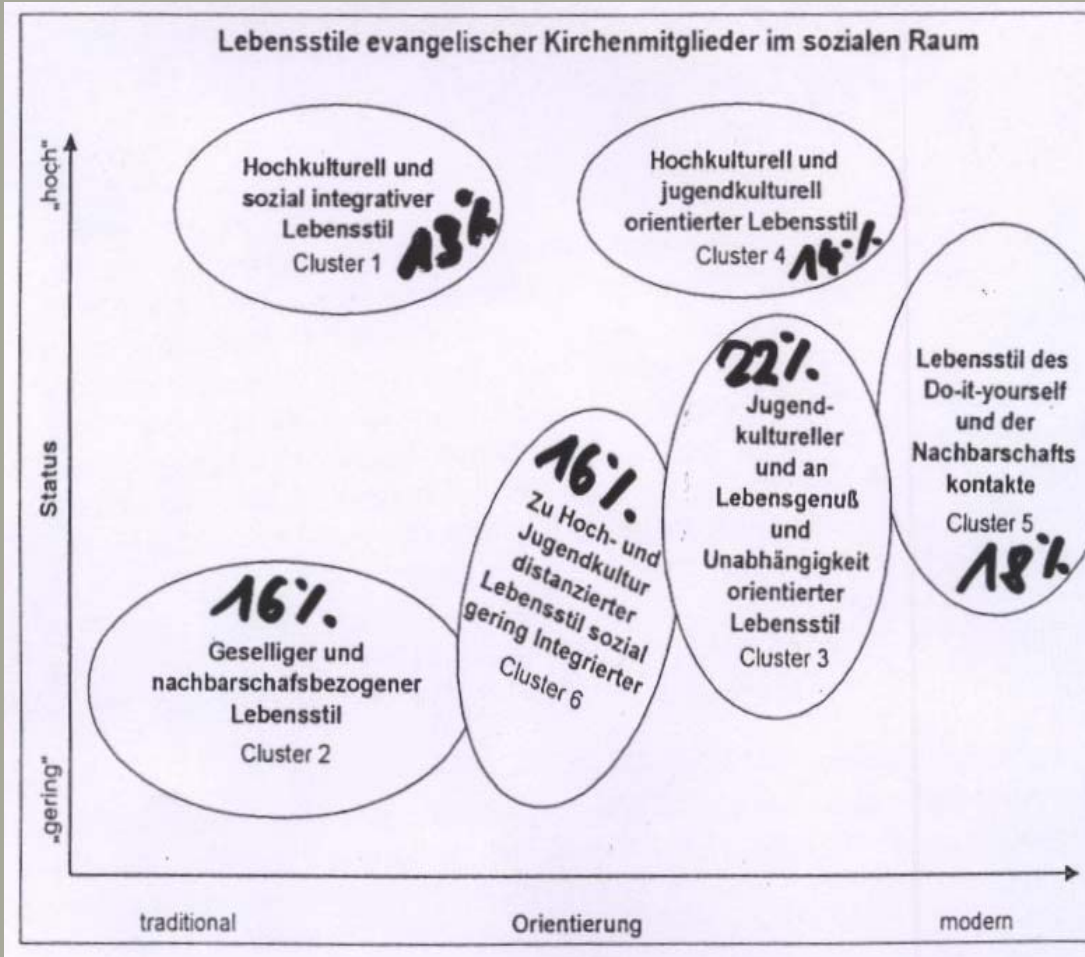 Lebensstile evangelischer Kirchenmitglieder im sozialen Raum
„hoch“
Status
„gering“
Hochkulturell und
sozial integrativer
Lebensstil
Cluster 1
13%
Hochkulturell und
jugendkulturell
orientierter Lebensstil
Cluster 4
14%
Lebensstil des
Do-it-yourself
und der
Nachbarschafts
kontakte
Cluster 5
18%
22%
Jugend-
kultureller
und an
Lebensgenuß
und
Unabhängigkeit
orientierter
Lebensstil
Cluster 3
16%
Zu Hoch- und
Jugendkultur
distanzierter
Lebensstil sozial
gering Integrierter
Cluster 6
16%
Geselliger und
nachbarschafsbezogener
Lebensstil
Cluster 2
traditional
Orientierung
modern